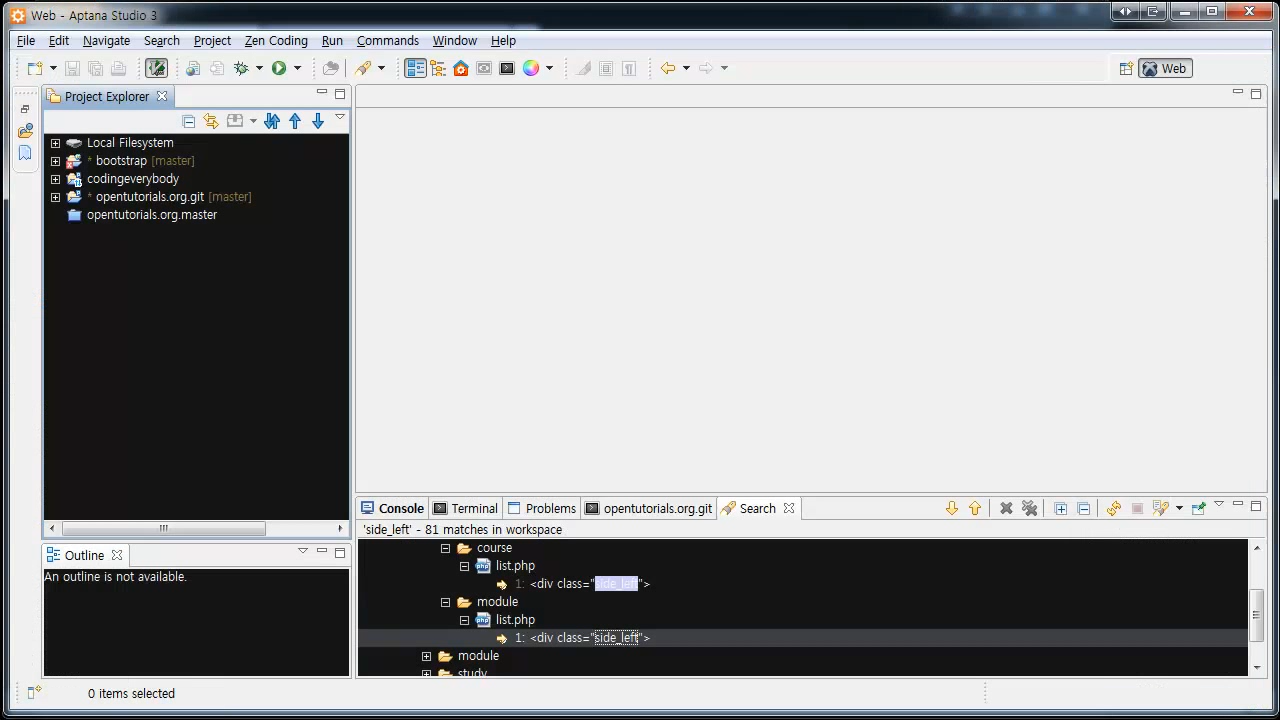 Web - Aptana Studio 3
File Edit Navigate Search Project Zen Coding Run Commands Window Help
Web
Project Explorer
Local Filesystem
* bootstrap [master]
codingeverybody
* opentutorials.org.git [master]
opentutorials.org.master
Console Terminal Problems opentutorials.org.git Search
'side_left' - 81 matches in workspace
course
php list.php
1: <div class="side_left">
module
php list.php
1: <div class="side_left">
module
study
Outline
An outline is not available.
0 items selected